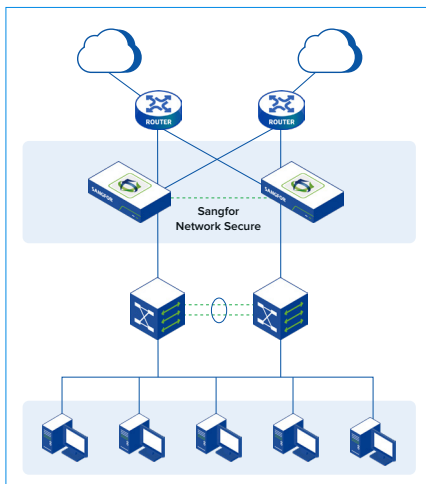 ROUTER
ROUTER
SANGFOR
SANGFOR
Sangfor
Network Secure